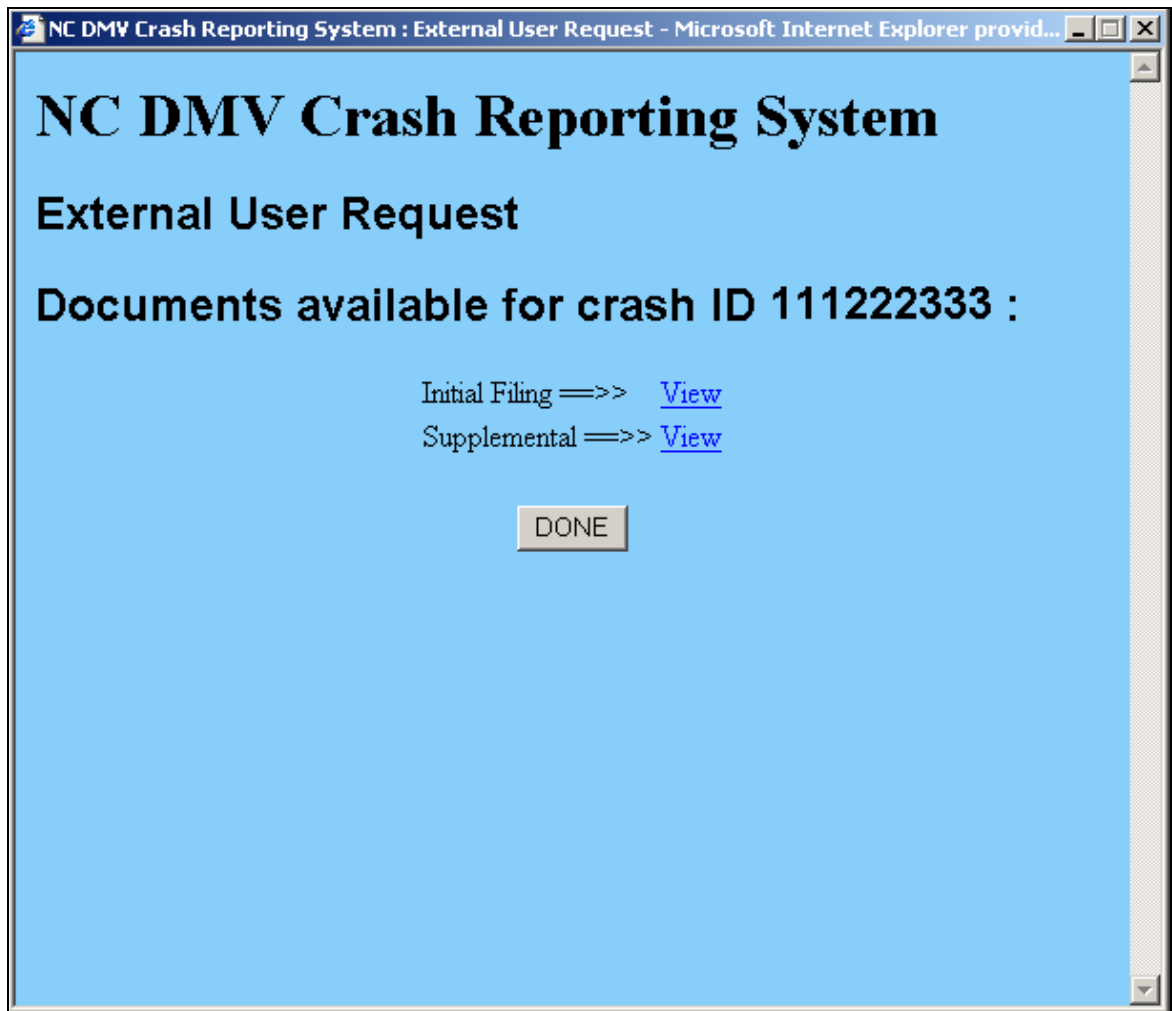 NC DMV Crash Reporting System : External User Request - Microsoft Internet Explorer provid...
NC DMV Crash Reporting System
External User Request
Documents available for crash ID 111222333 :
Initial Filing ==>> View
Supplemental ==>> View
DONE